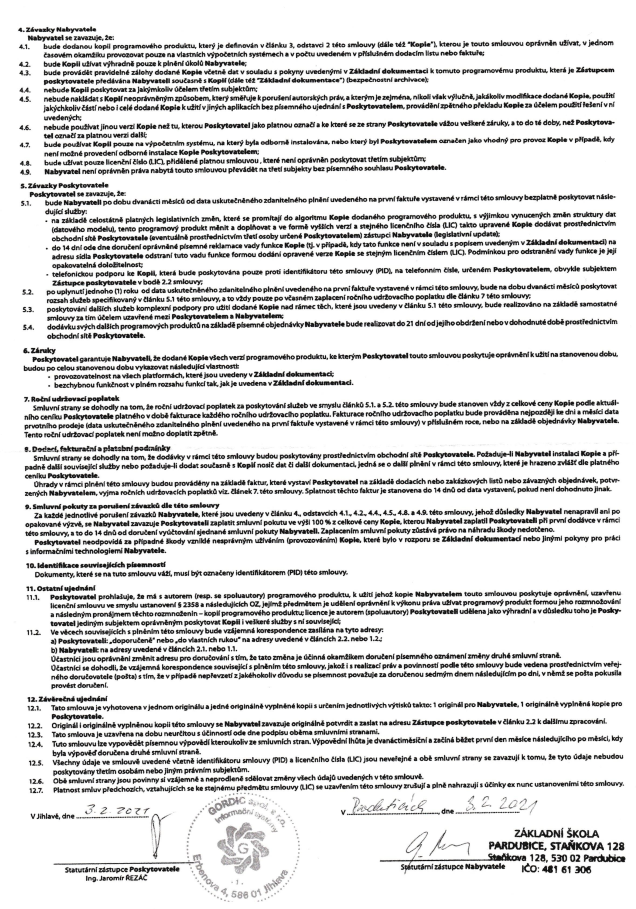 4. Závazky Nabyvatele
Nabyvatel se zavazuje, že:
4.1. bude dodanou kopii programového produktu, který je definován v článku 3, odstavci 2 této smlouvy (dále též "Kopie"), kterou je touto smlouvou oprávněn užívat, v jednom
časovém okamžiku provozovat pouze na vlastních výpočetních systémech a v počtu uvedeném v příslušném dodacím listu nebo faktuře;
4.2. bude Kopii užívat výhradně pouze k plnění úkolů Nabyvatele;
4.3. bude provádět pravidelné zálohy dodané Kopie včetně dat v souladu s pokyny uvedenými v Základní dokumentaci k tomuto programovému produktu, která je Zástupcem
poskytovatele předávána Nabyvateli současně s Kopií (dále též "Základní dokumentace") (bezpečnostní archivace);
4.4. nebude Kopii poskytovat za jakýmkoliv účelem třetím subjektům;
4.5. nebude nakládat s Kopií neoprávněným způsobem, který směřuje k porušení autorských práv, a kterým je zejména, nikoli však výlučně, jakákoliv modifikace dodané Kopie, použití
jakýchkoliv částí nebo i celé dodané Kopie k užití v jiných aplikacích bez písemného ujednání s Poskytovatelem, provádění zpětného překladu Kopie za účelem použití řešení v ní
uvedených;
4.6. nebude používat jinou verzi Kopie než tu, kterou Poskytovatel jako platnou označí a ke které se ze strany Poskytovatele vážou veškeré záruky, a to do té doby, než Poskyto-
vatel označí za platnou verzi další;
4.7. bude používat Kopii pouze na výpočetním systému, na který byla odborně instalována, nebo který byl Poskytovatelem označen jako vhodný pro provoz Kopie v případě, kdy
není možné provedení odborné instalace Kopie Poskytovatelem;
4.8. bude užívat pouze licenční číslo (LIC), přidělené platnou smlouvou , které není oprávněn poskytovat třetím subjektům;
4.9. Nabyvatel není oprávněn práva nabytá touto smlouvou převádět na třetí subjekty bez písemného souhlasu Poskytovatele.
5. Závazky Poskytovatele
Poskytovatel se zavazuje, že:
5.1. bude Nabyvateli po dobu dvanácti měsíců od data uskutečněného zdanitelného plnění uvedeného na první faktuře vystavené v rámci této smlouvy bezplatně poskytovat násle-
dující služby:
- na základě celostátně platných legislativních změn, které se promítají do algoritmu Kopie dodaného programového produktu, s výjimkou vynucených změn struktury dat
(datového modelu), tento programový produkt měnit a doplňovat a ve formě vyšších verzí a stejného licenčního čísla (LIC) takto upravené Kopie dodávat prostřednictvím
obchodní sítě Poskytovatele (eventuálně prostřednictvím třetí osoby určené Poskytovatelem) zástupci Nabyvatele (legislativní update);
- do 14 dní ode dne doručení oprávněné písemné reklamace vady funkce Kopie (tj. v případě, kdy tato funkce není v souladu s popisem uvedeným v Základní dokumentaci) na
adresu sídla Poskytovatele odstraní tuto vadu funkce formou dodání opravené verze Kopie se stejným licenčním číslem (LIC). Podmínkou pro odstranění vady funkce je její
opakovatelná doložitelnost;
- telefonickou podporu ke Kopii, která bude poskytována pouze proti identifikátoru této smlouvy (PID), na telefonním čísle, určeném Poskytovatelem, obvykle subjektem
Zástupce poskytovatele v bodě 2.2 smlouvy;
5.2. po uplynutí jednoho (1) roku od data uskutečněného zdanitelného plnění uvedeného na první faktuře vystavené v rámci této smlouvy, bude na dobu dvanácti měsíců poskytovat
rozsah služeb specifikovaný v článku 5.1 této smlouvy, a to vždy pouze po včasném zaplacení ročního udržovacího poplatku dle článku 7 této smlouvy;
5.3. poskytování dalších služeb komplexní podpory pro užití dodané Kopie nad rámec těch, které jsou uvedeny v článku 5.1 této smlouvy, bude realizováno na základě samostatné
smlouvy za tím účelem uzavřené mezi Poskytovatelem a Nabyvatelem;
5.4. dodávku svých dalších programových produktů na základě písemné objednávky Nabyvatele bude realizovat do 21 dní od jejího obdržení nebo v dohodnuté době prostřednictvím
obchodní sítě Poskytovatele.
6. Záruky
Poskytovatel garantuje Nabyvateli, že dodané Kopie všech verzí programového produktu, ke kterým Poskytovatel touto smlouvou poskytuje oprávnění k užití na stanovenou dobu,
budou po celou stanovenou dobu vykazovat následující vlastnosti:
- provozovatelnost na všech platformách, které jsou uvedeny v Základní dokumentaci;
- bezchybnou funkčnost v plném rozsahu funkcí tak, jak je uvedena v Základní dokumentaci.
7. Roční udržovací poplatek
Smluvní strany se dohodly na tom, že roční udržovací poplatek za poskytování služeb ve smyslu článků 5.1. a 5.2. této smlouvy bude stanoven vždy z celkové ceny Kopie podle aktuál-
ního ceníku Poskytovatele platného v době fakturace každého ročního udržovacího poplatku. Fakturace ročního udržovacího poplatku bude prováděna nejpozději ke dni a měsíci data
prvotního prodeje (data uskutečněného zdanitelného plnění uvedeného na první faktuře vystavené v rámci této smlouvy) v příslušném roce, nebo na základě objednávky Nabyvatele.
Tento roční udržovací poplatek není možno doplatit zpětně.
8. Dodací, fakturační a platební podmínky
Smluvní strany se dohodly na tom, že dodávky v rámci této smlouvy budou poskytovány prostřednictvím obchodní sítě Poskytovatele. Požaduje-li Nabyvatel instalaci Kopie a pří-
padně další související služby nebo požaduje-li dodat současně s Kopií nosič dat či další dokumentaci, jedná se o další plnění v rámci této smlouvy, které je hrazeno zvlášť dle platného
ceníku Poskytovatele.
Úhrady v rámci plnění této smlouvy budou prováděny na základě faktur, které vystaví Poskytovatel na základě dodacích nebo zakázkových listů nebo závazných objednávek, potvr-
zených Nabyvatelem, vyjma ročních udržovacích poplatků viz. článek 7. této smlouvy. Splatnost těchto faktur je stanovena do 14 dnů od data vystavení, pokud není dohodnuto jinak.
9. Smluvní pokuty za porušení závazků dle této smlouvy
Za každé jednotlivé porušení závazků Nabyvatele, které jsou uvedeny v článku 4., odstavcích 4.1., 4.2., 4.4., 4.5., 4.8. a 4.9. této smlouvy, jehož důsledky Nabyvatel nenapraví ani po
opakované výzvě, se Nabyvatel zavazuje Poskytovateli zaplatit smluvní pokutu ve výši 100 % z celkové ceny Kopie, kterou Nabyvatel zaplatil Poskytovateli při první dodávce v rámci
této smlouvy, a to do 14 dnů od doručení vyúčtování sjednané smluvní pokuty Nabyvateli. Zaplacením smluvní pokuty zůstává právo na náhradu škody nedotčeno.
Poskytovatel neodpovídá za případné škody vzniklé nesprávným užíváním (provozováním) Kopie, které bylo v rozporu se Základní dokumentací nebo jinými pokyny pro práci
s informačními technologiemi Nabyvatele.
10. Identifikace souvisejících písemností
Dokumenty, které se na tuto smlouvu váží, musí být označeny identifikátorem (PID) této smlouvy.
11. Ostatní ujednání
11.1. Poskytovatel prohlašuje, že má s autorem (resp. se spoluautory) programového produktu, k užití jehož kopie Nabyvatelem touto smlouvou poskytuje oprávnění, uzavřenu
licenční smlouvu ve smyslu ustanovení § 2358 a následujících OZ, jejímž předmětem je udělení oprávnění k výkonu práva užívat programový produkt formou jeho rozmnožování
a následným pronájmem těchto rozmnoženin – kopií programového produktu; licence je autorem (spoluautory) Poskytovateli udělena jako výhradní a v důsledku toho je Posky-
tovatel jediným subjektem oprávněným poskytovat Kopii i veškeré služby s ní související;
11.2. Ve věcech souvisejících s plněním této smlouvy bude vzájemná korespondence zasílána na tyto adresy:
a) Poskytovateli: „doporučeně" nebo „do vlastních rukou" na adresy uvedené v článcích 2.2. nebo 1.2.;
b) Nabyvateli: na adresy uvedené v článcích 2.1. nebo 1.1.
Účastníci jsou oprávněni změnit adresu pro doručování s tím, že tato změna je účinná okamžikem doručení písemného oznámení změny druhé smluvní straně.
Účastníci se dohodli, že vzájemná korespondence související s plněním této smlouvy, jakož i s realizací práv a povinností podle této smlouvy bude vedena prostřednictvím veřej-
ného doručovatele (pošta) s tím, že v případě nepřevzetí z jakéhokoliv důvodu se písemnost považuje za doručenou sedmým dnem následujícím po dni, v němž se pošta pokusila
provést doručení.
12. Závěrečná ujednání
12.1. Tato smlouva je vyhotovena v jednom originálu a jedné originálně vyplněné kopii s určením jednotlivých výtisků takto: 1 originál pro Nabyvatele, 1 originálně vyplněná kopie pro
Poskytovatele.
12.2. Originál i originálně vyplněnou kopii této smlouvy se Nabyvatel zavazuje originálně potvrdit a zaslat na adresu Zástupce poskytovatele v článku 2.2 k dalšímu zpracování.
12.3. Tato smlouva je uzavřena na dobu neurčitou s účinností ode dne podpisu oběma smluvními stranami.
12.4. Tuto smlouvu lze vypovědět písemnou výpovědí kteroukoliv ze smluvních stran. Výpovědní lhůta je dvanáctiměsíční a začíná běžet první den měsíce následujícího po měsíci, kdy
byla výpověď doručena druhé smluvní straně.
12.5. Všechny údaje ve smlouvě uvedené včetně identifikátoru smlouvy (PID) a licenčního čísla (LIC) jsou neveřejné a obě smluvní strany se zavazují k tomu, že tyto údaje nebudou
poskytovány třetím osobám nebo jiným právním subjektům.
12.6. Obě smluvní strany jsou povinny si vzájemně a neprodleně sdělovat změny všech údajů uvedených v této smlouvě.
12.7. Platnost smluv předchozích, vztahujících se ke stejnému předmětu smlouvy (LIC) se uzavřením této smlouvy zrušují a plně nahrazují s účinky ex nunc ustanoveními této smlouvy.
V Jihlavě, dne 3.2.2021
v Pardubicích, dne 8.2.2021
GORDIC spol. s r.o.
Informační systémy
G
- 1 -
Erbenova 4, 586 01 Jihlava
ZÁKLADNÍ ŠKOLA
PARDUBICE, STAŇKOVA 128
Staňkova 128, 530 02 Pardubice
IČO: 481 61 306
Statutární zástupce Poskytovatele
Ing. Jaromír ŘEZÁČ
Statutární zástupce Nabyvatele